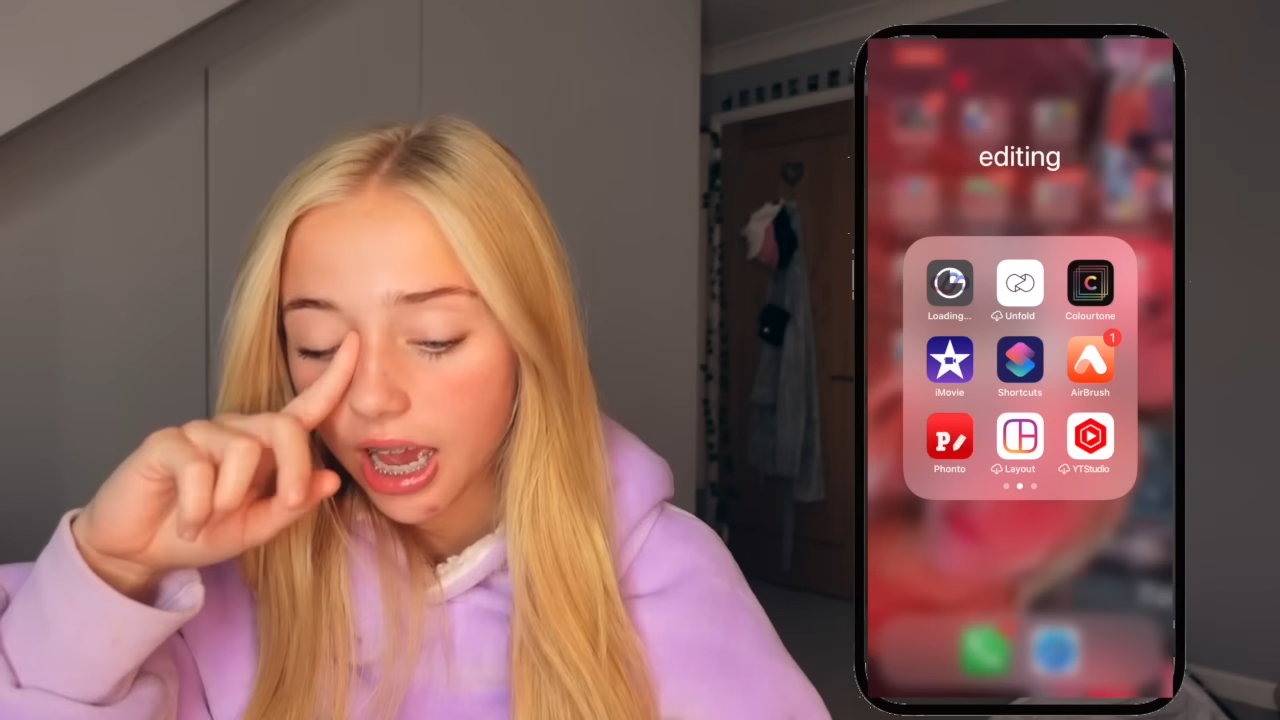 editing
Loading...
Unfold
C
Colourtone
iMovie
Shortcuts
1
AirBrush
P
Phonto
Layout
YTStudio